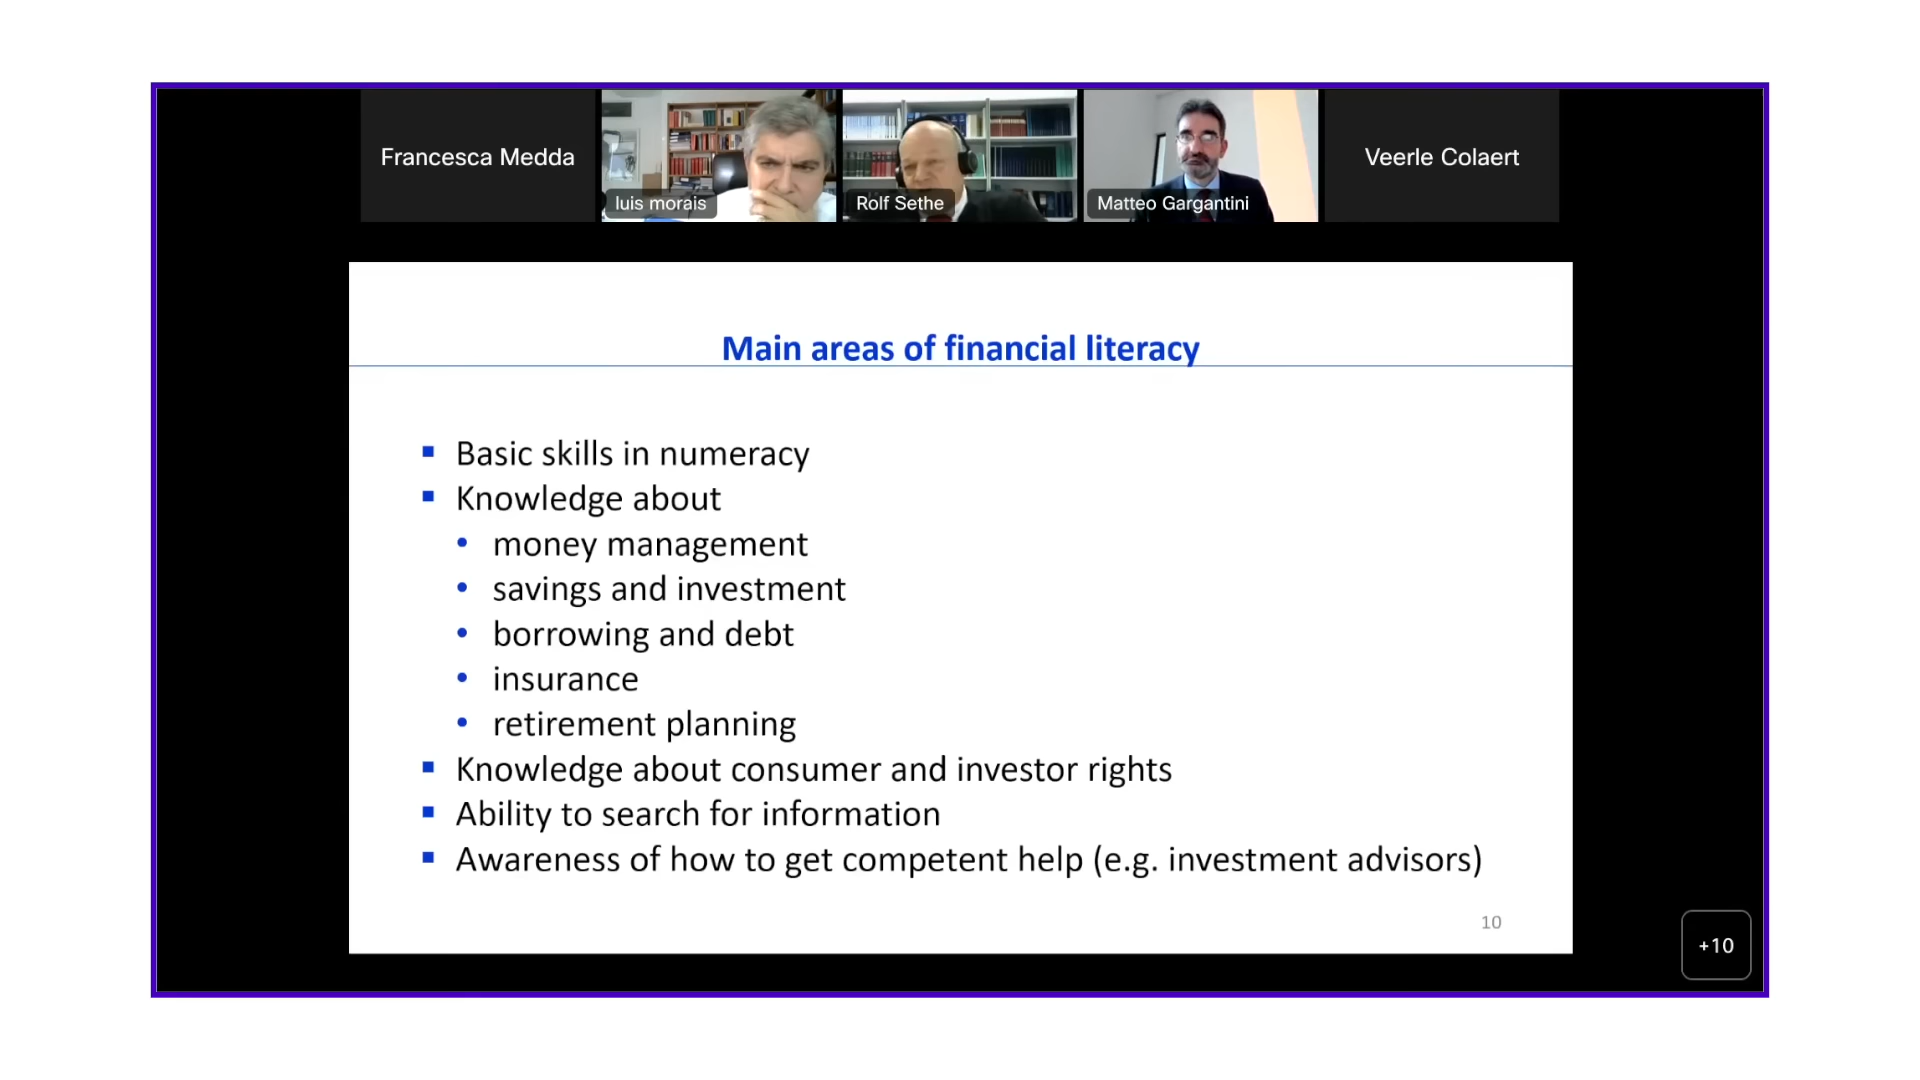 Francesca Medda
luis morais
Rolf Sethe
Matteo Gargantini
Veerle Colaert
Main areas of financial literacy
▪ Basic skills in numeracy
▪ Knowledge about
• money management
• savings and investment
• borrowing and debt
• insurance
• retirement planning
▪ Knowledge about consumer and investor rights
▪ Ability to search for information
▪ Awareness of how to get competent help (e.g. investment advisors)
10
+10